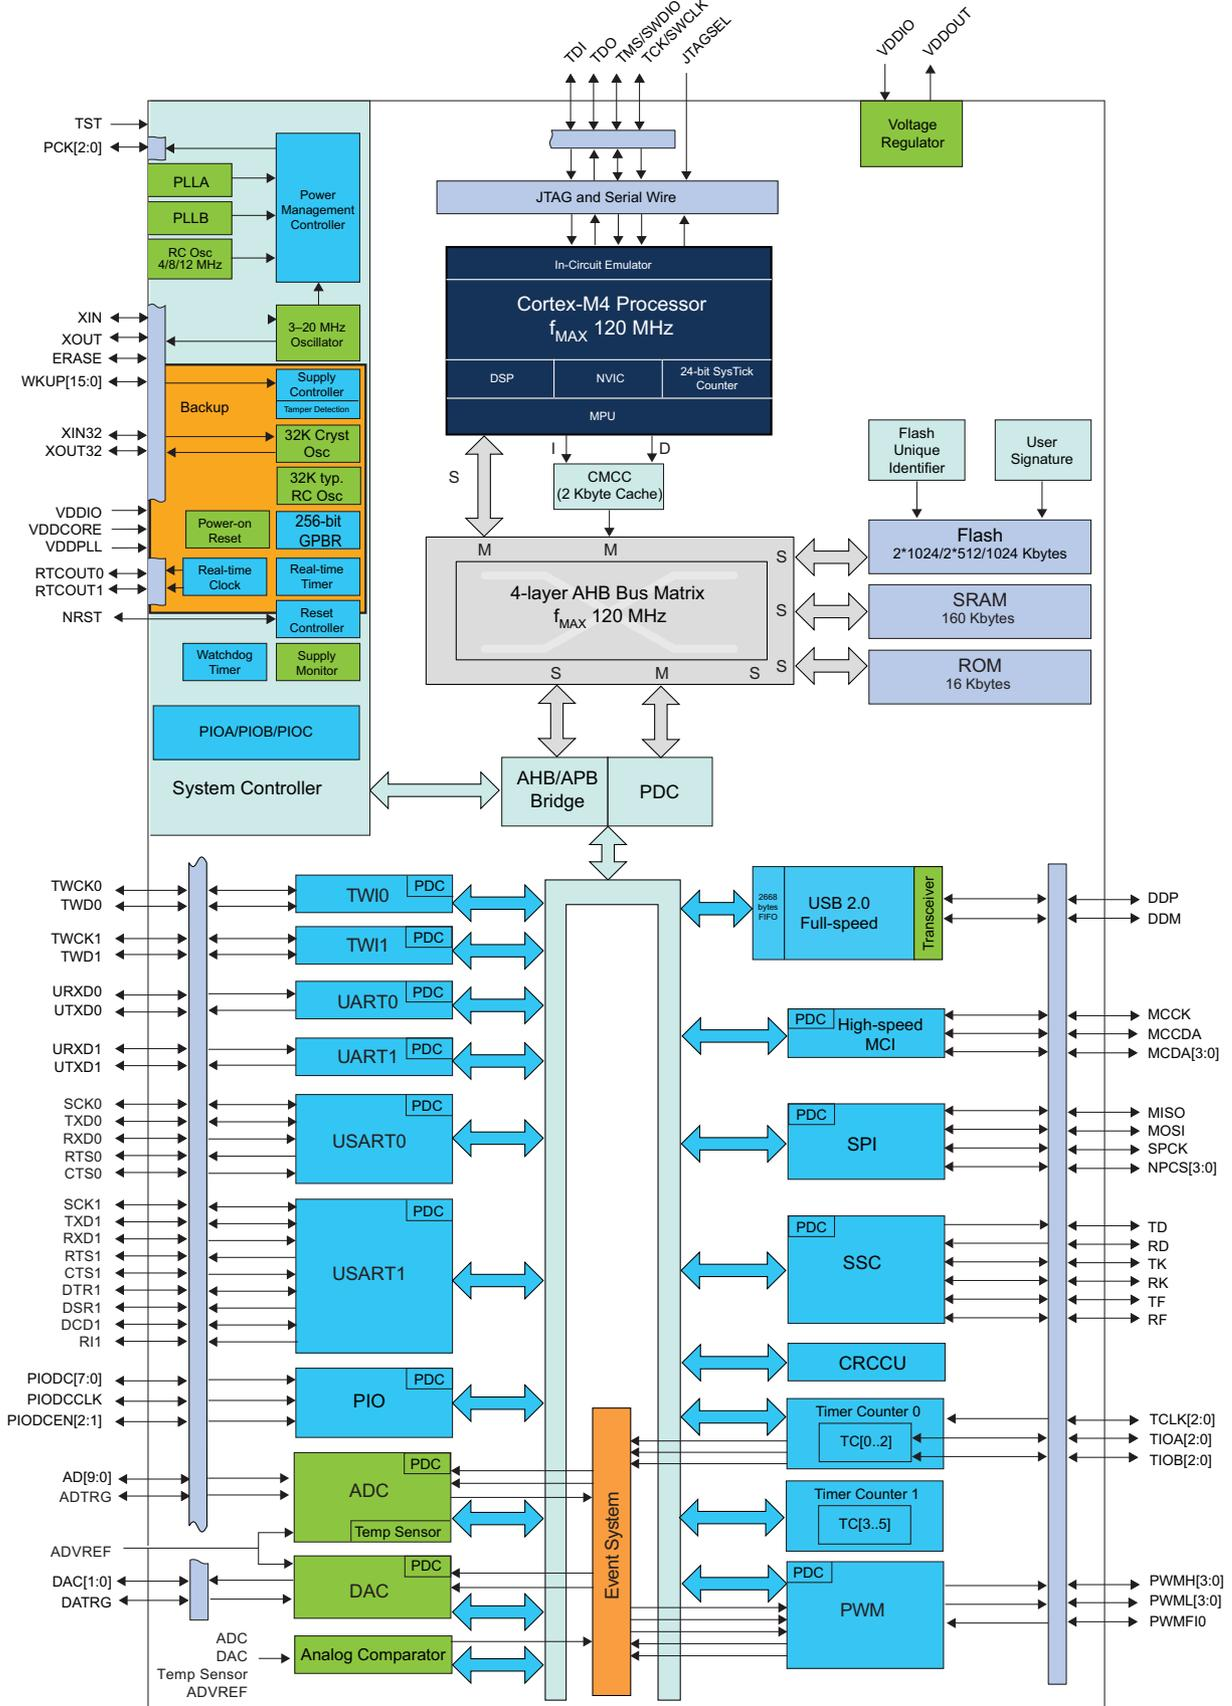 TDI
TDO
TMS/SWDIO
TCK/SWCLK
JTAGSEL
VDDIO
VDDOUT
Voltage
Regulator
TST
PCK[2:0]
PLLA
PLLB
RC Osc
4/8/12 MHz
Power
Management
Controller
XIN
XOUT
ERASE
WKUP[15:0]
3–20 MHz
Oscillator
Backup
Supply
Controller
Tamper Detection
XIN32
XOUT32
32K Cryst
Osc
32K typ.
RC Osc
VDDIO
VDDCORE
VDDPLL
Power-on
Reset
256-bit
GPBR
RTCOUT0
RTCOUT1
Real-time
Clock
Real-time
Timer
NRST
Reset
Controller
Watchdog
Timer
Supply
Monitor
PIOA/PIOB/PIOC
System Controller
JTAG and Serial Wire
In-Circuit Emulator
Cortex-M4 Processor
fMAX 120 MHz
DSP
NVIC
24-bit SysTick
Counter
MPU
S
I
D
CMCC
(2 Kbyte Cache)
Flash
Unique
Identifier
User
Signature
M
M
S
Flash
2*1024/2*512/1024 Kbytes
4-layer AHB Bus Matrix
fMAX 120 MHz
S
SRAM
160 Kbytes
S
ROM
16 Kbytes
S
M
S
AHB/APB
Bridge
PDC
TWCK0
TWD0
TWI0
PDC
TWCK1
TWD1
TWI1
PDC
URXD0
UTXD0
UART0
PDC
URXD1
UTXD1
UART1
PDC
SCK0
TXD0
RXD0
RTS0
CTS0
USART0
PDC
SCK1
TXD1
RXD1
RTS1
CTS1
DTR1
DSR1
DCD1
RI1
USART1
PDC
PIODC[7:0]
PIODCCLK
PIODCEN[2:1]
PIO
PDC
AD[9:0]
ADTRG
ADC
PDC
Temp Sensor
ADVREF
DAC[1:0]
DATRG
DAC
PDC
ADC
DAC
Temp Sensor
ADVREF
Analog Comparator
Event System
2668
bytes
FIFO
USB 2.0
Full-speed
Transceiver
DDP
DDM
PDC
High-speed
MCI
MCCK
MCCDA
MCDA[3:0]
PDC
SPI
MISO
MOSI
SPCK
NPCS[3:0]
PDC
SSC
TD
RD
TK
RK
TF
RF
CRCCU
Timer Counter 0
TC[0..2]
TCLK[2:0]
TIOA[2:0]
TIOB[2:0]
Timer Counter 1
TC[3..5]
PDC
PWM
PWMH[3:0]
PWML[3:0]
PWMFI0